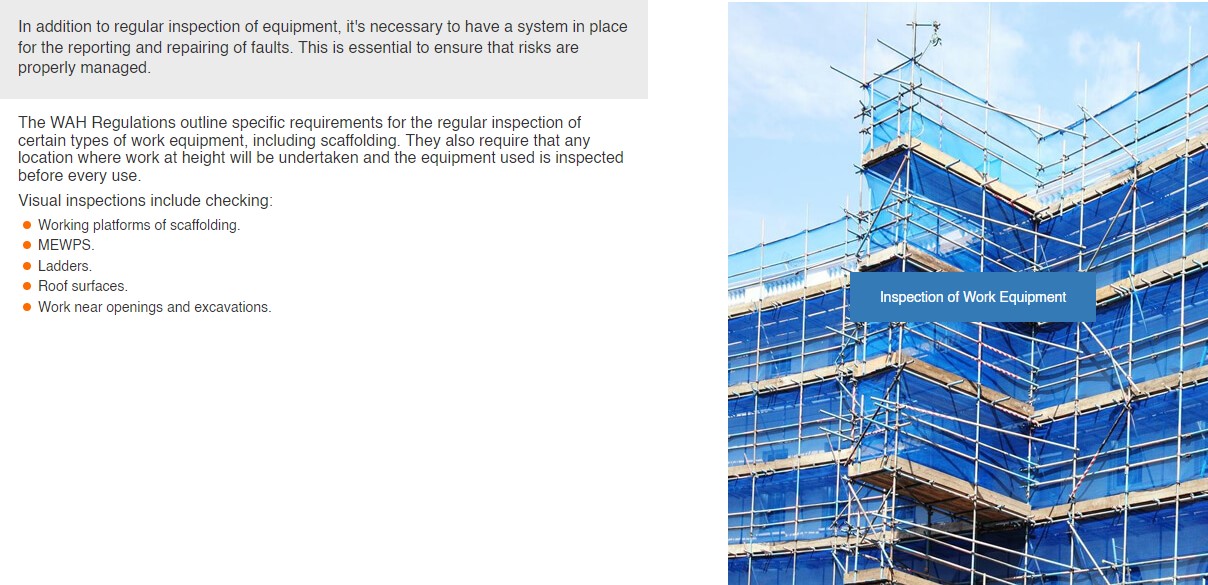 In addition to regular inspection of equipment, it's necessary to have a system in place
for the reporting and repairing of faults. This is essential to ensure that risks are
properly managed.
The WAH Regulations outline specific requirements for the regular inspection of
certain types of work equipment, including scaffolding. They also require that any
location where work at height will be undertaken and the equipment used is inspected
before every use.
Visual inspections include checking:
Working platforms of scaffolding.
MEWPS.
Ladders.
Roof surfaces.
Work near openings and excavations.
Inspection of Work Equipment